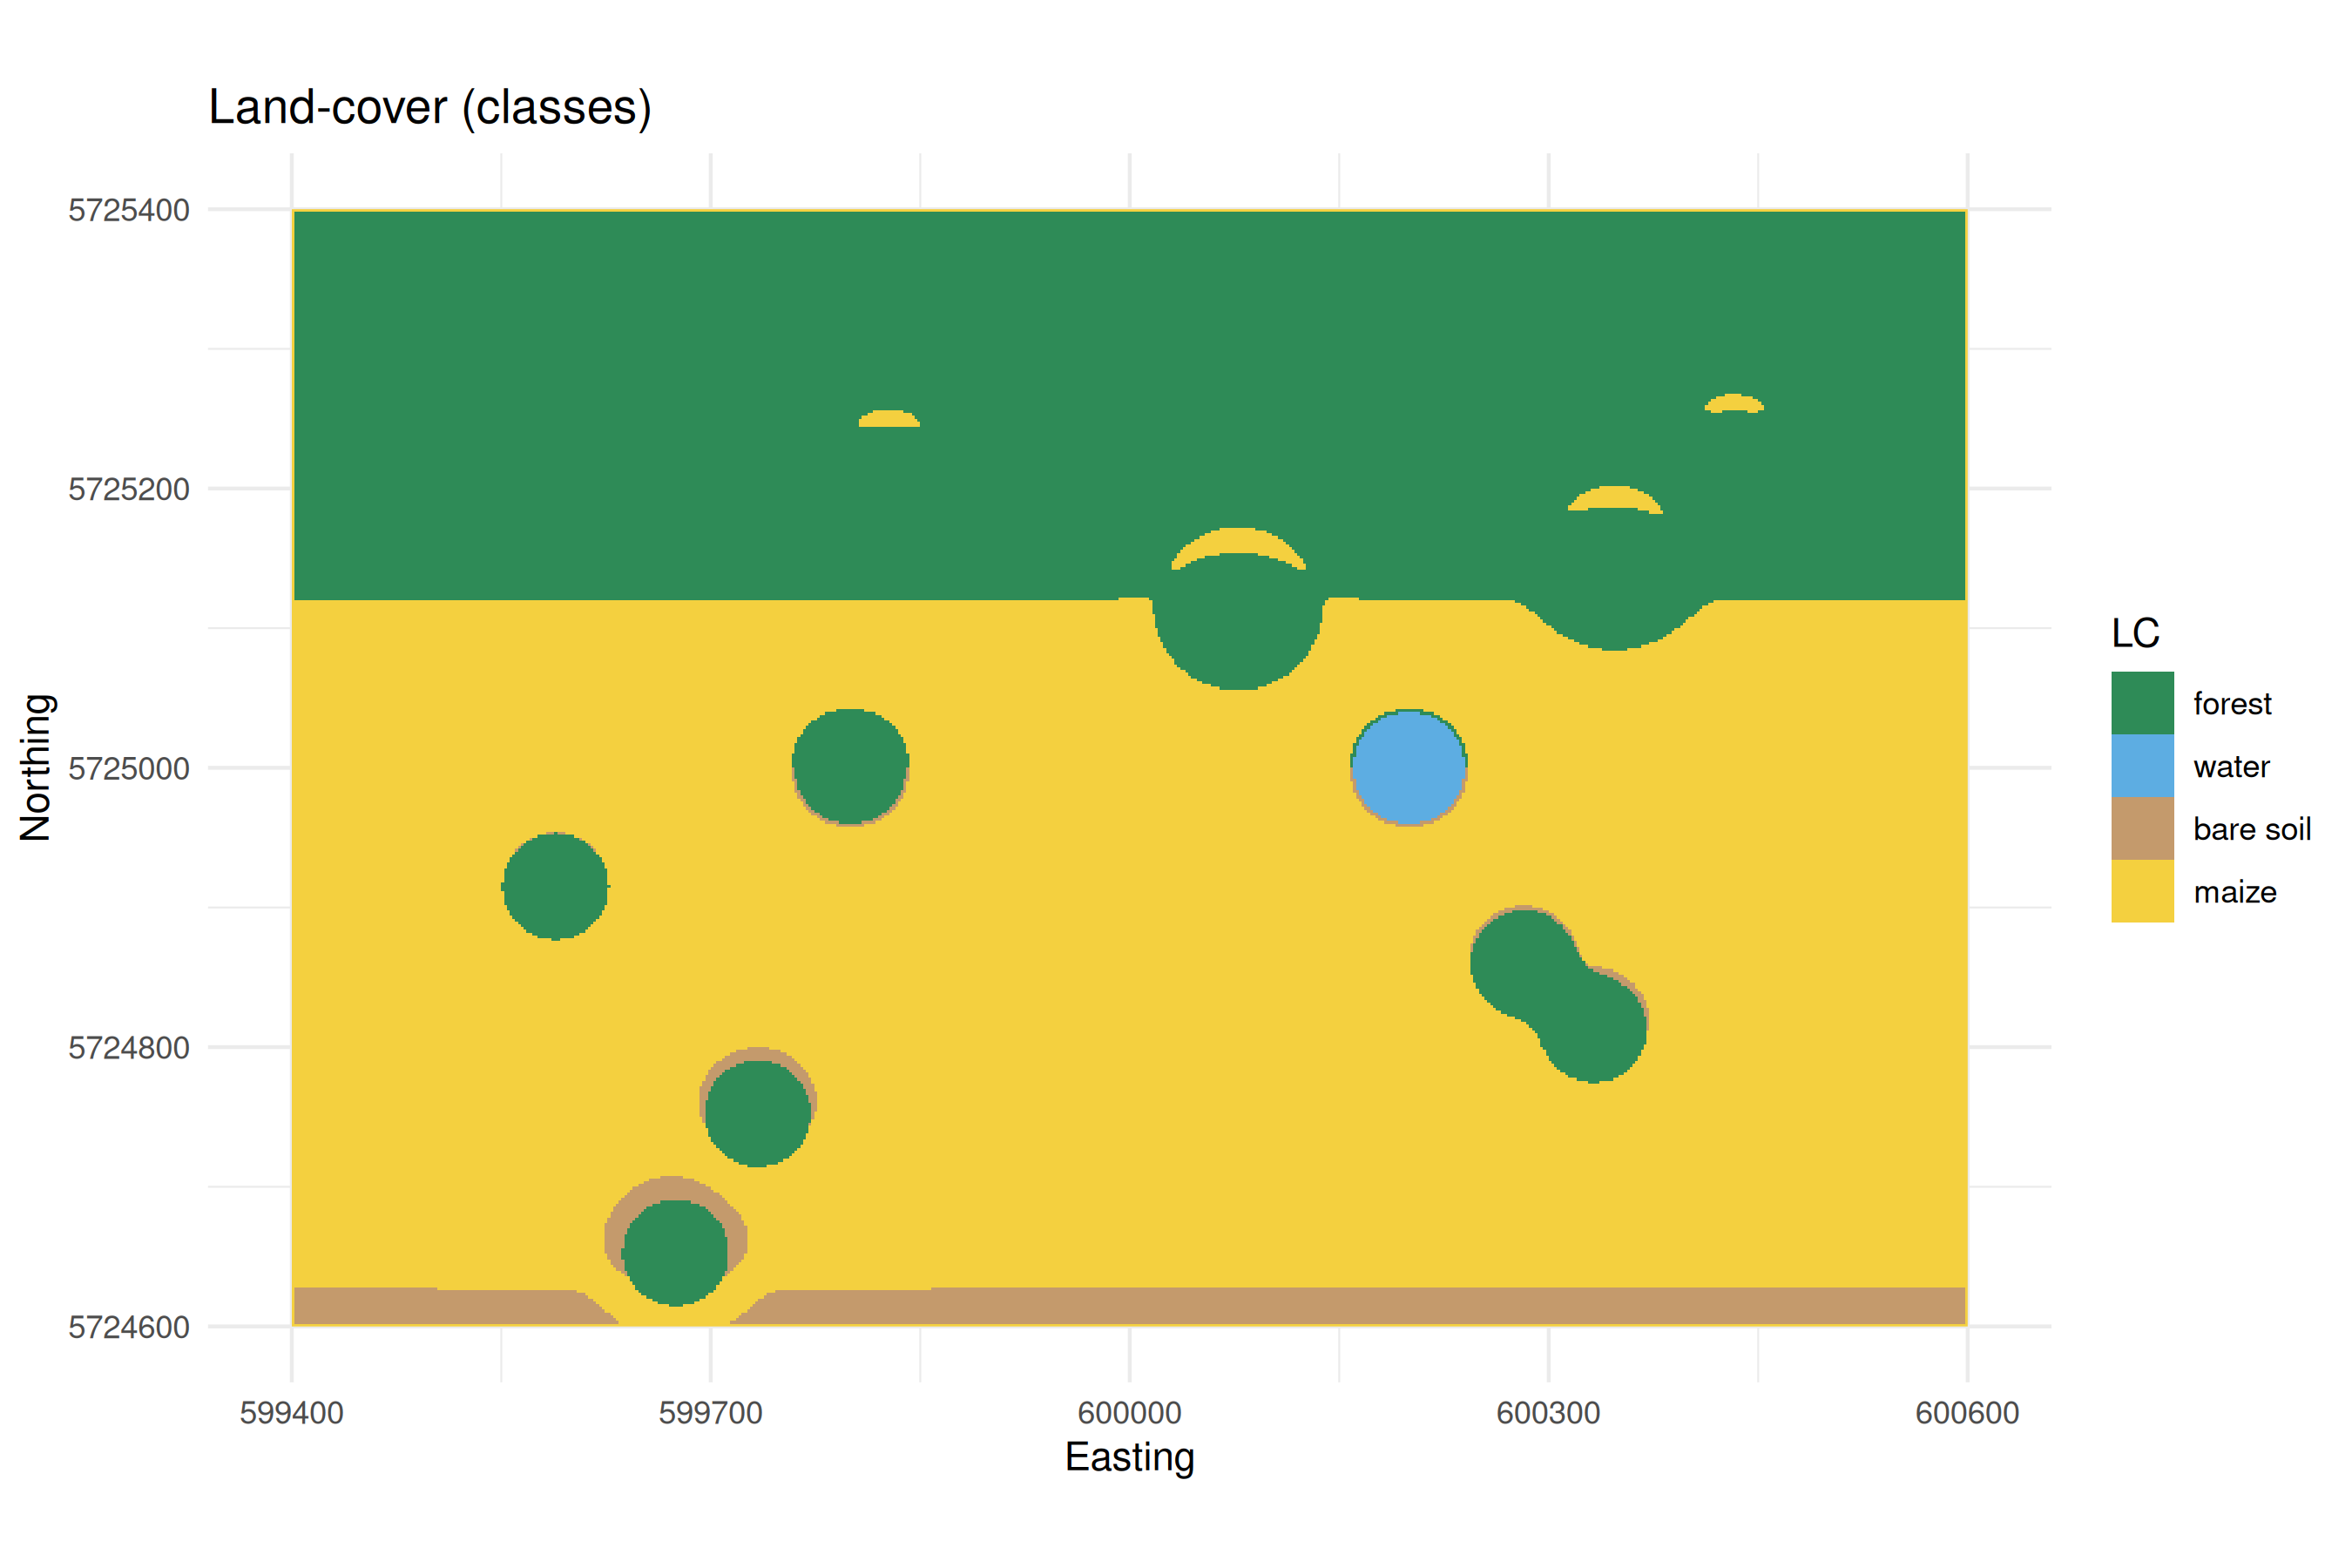 Land-cover (classes)
5725400
5725200
5725000
5724800
5724600
Northing
599400
599700
600000
600300
600600
Easting
LC
forest
water
bare soil
maize